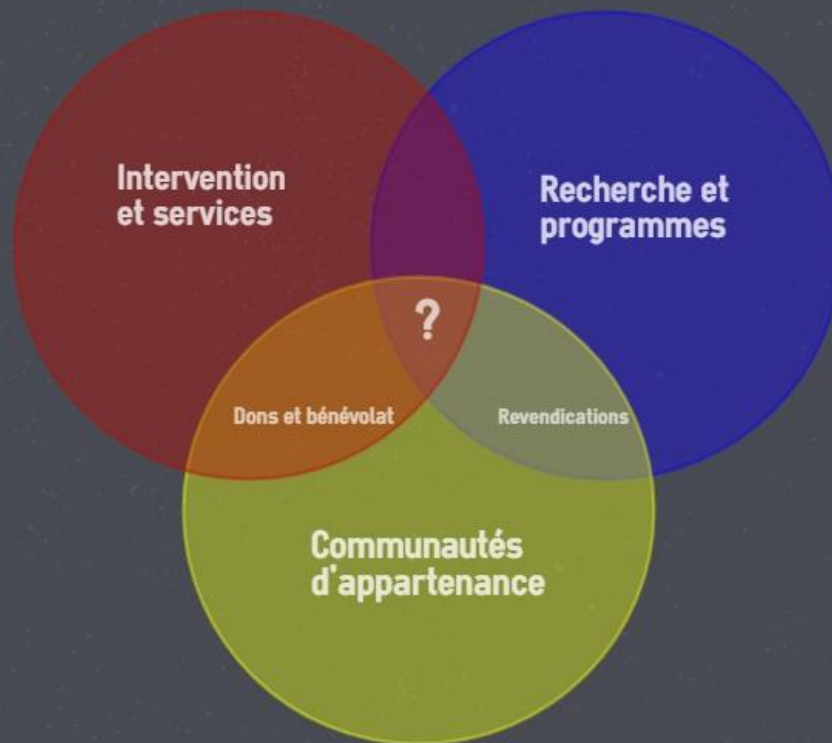 Intervention
et services
Recherche et
programmes
?
Dons et bénévolat
Revendications
Communautés
d'appartenance